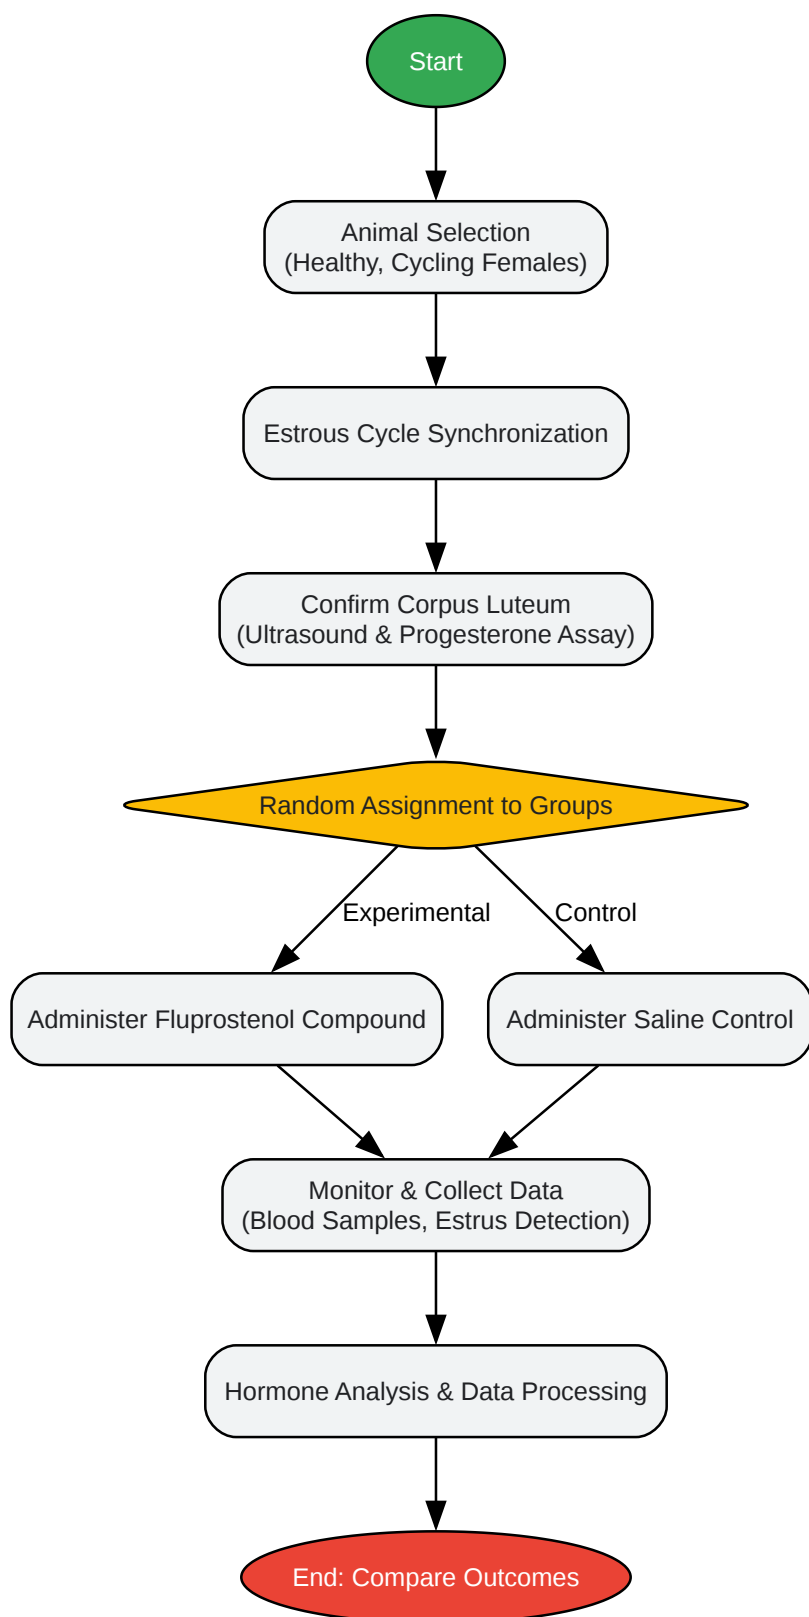 Start
Animal Selection
(Healthy, Cycling Females)
Estrous Cycle Synchronization
Confirm Corpus Luteum
(Ultrasound & Progesterone Assay)
Random Assignment to Groups
Experimental
Control
Administer Fluprostenol Compound
Administer Saline Control
Monitor & Collect Data
(Blood Samples, Estrus Detection)
Hormone Analysis & Data Processing
End: Compare Outcomes